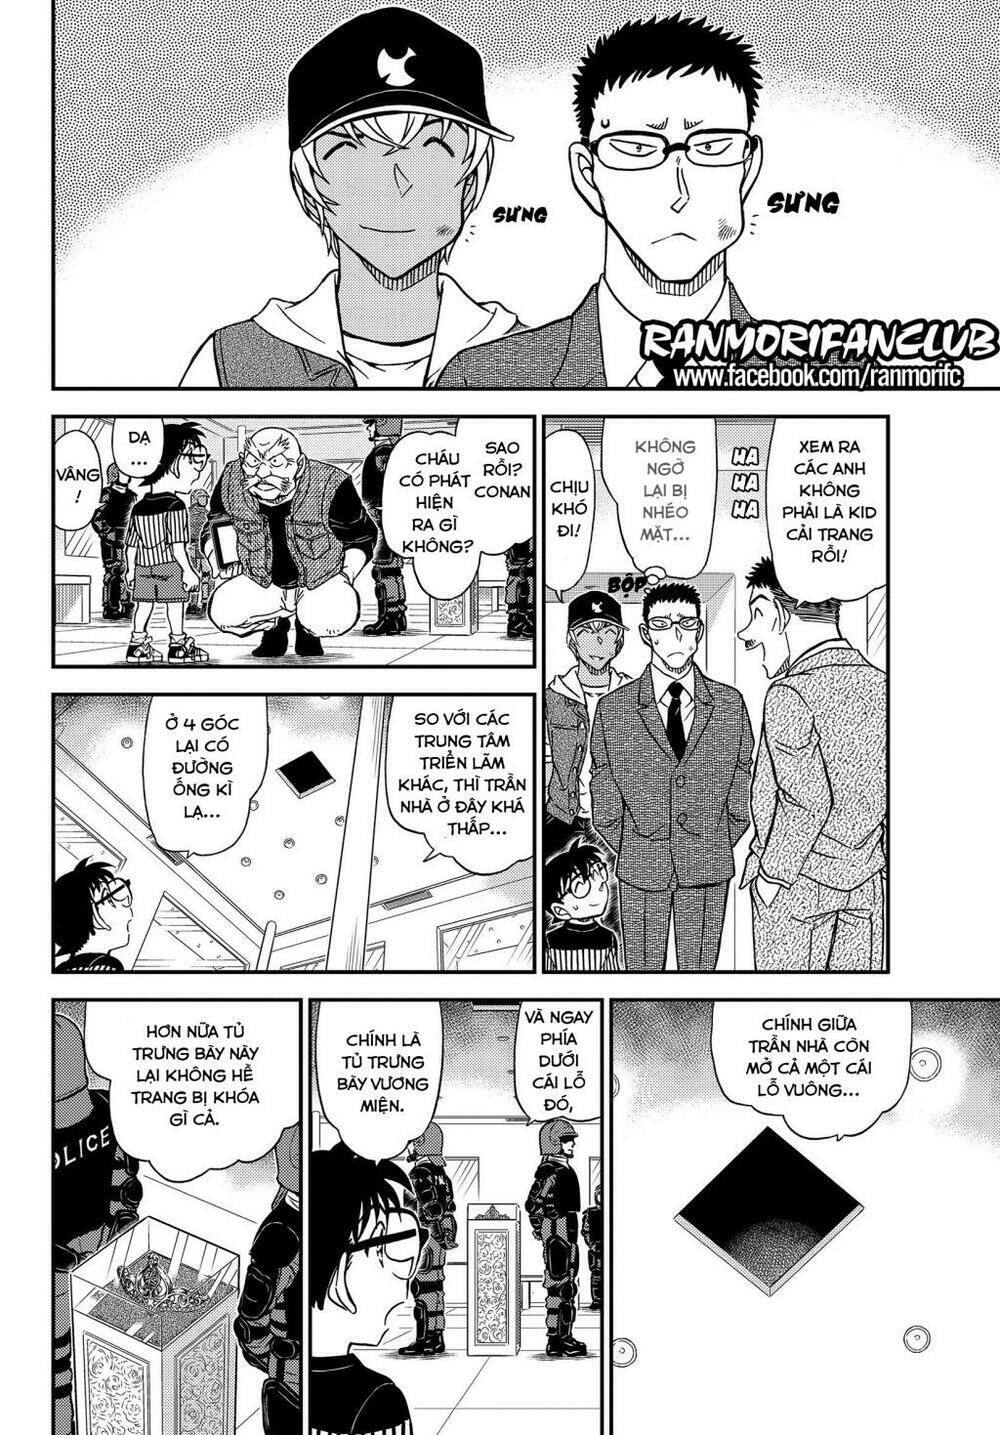 SƯNG
SƯNG
RANMORIFANCLUB
www.facebook.com/ranmorifc
XEM RA
CÁC ANH
KHÔNG
PHẢI LÀ KID
CẢI TRANG
RỒI!
HA
HA
HA
KHÔNG
NGỜ
LẠI BỊ
NHÉO
MẶT...
CHỊU
KHÓ
ĐI!
BỘP
SAO
RỒI?
CONAN
CHÁU
CÓ PHÁT
HIỆN
RA GÌ
KHÔNG?
DẠ
...
VÂNG
!
SO VỚI CÁC
TRUNG TÂM
TRIỂN LÃM
KHÁC, THÌ TRẦN
NHÀ Ở ĐÂY KHÁ
THẤP...
Ở 4 GÓC
LẠI CÓ
ĐƯỜNG
ỐNG KÌ
LẠ...
CHÍNH GIỮA
TRẦN NHÀ CÒN
MỞ CẢ MỘT CÁI
LỖ VUÔNG...
VÀ NGAY
PHÍA
DƯỚI
CÁI LỖ
ĐÓ,
CHÍNH LÀ
TỦ TRƯNG
BÀY VƯƠNG
MIỆN.
HƠN NỮA TỦ
TRƯNG BÀY NÀY
LẠI KHÔNG HỀ
TRANG BỊ KHÓA
GÌ CẢ.
OLICE